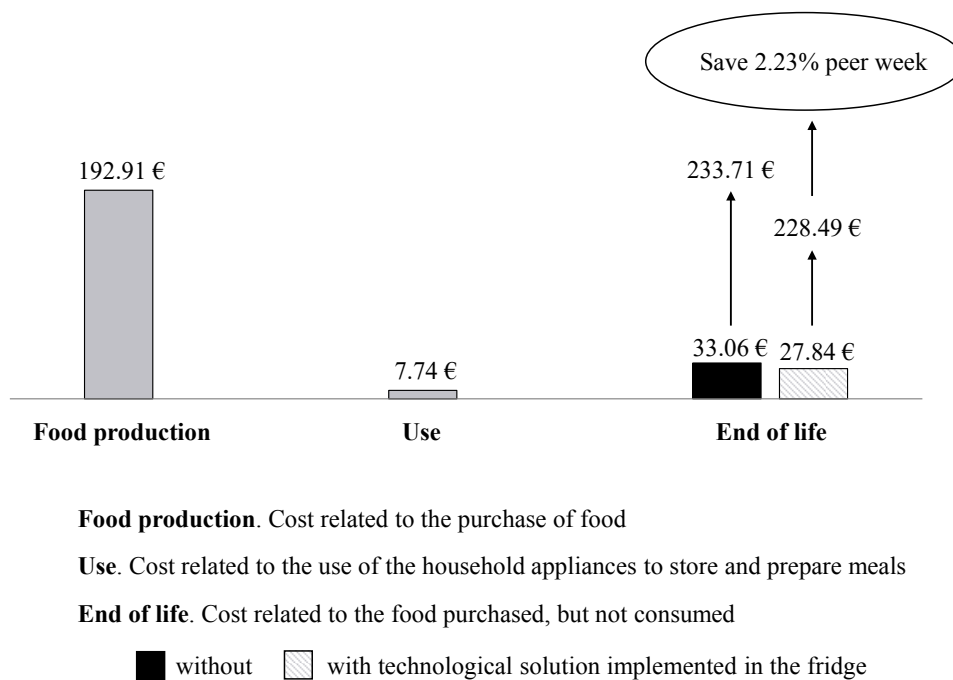 Save 2.23% peer week
192.91 €
233.71 €
228.49 €
7.74 €
33.06 €
27.84 €
Food production
Use
End of life
Food production. Cost related to the purchase of food
Use. Cost related to the use of the household appliances to store and prepare meals
End of life. Cost related to the food purchased, but not consumed
without
with technological solution implemented in the fridge